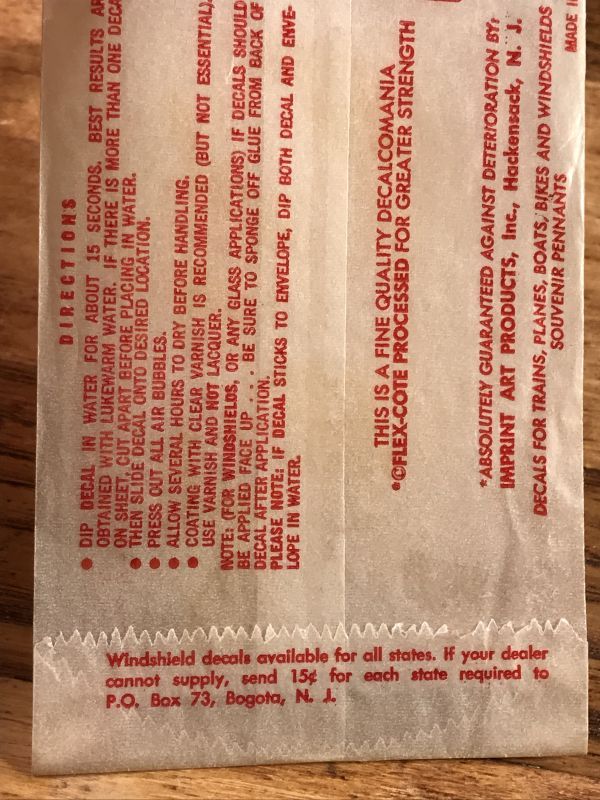 DIRECTIONS
● DIP DECAL IN WATER FOR ABOUT 15 SECONDS. BEST RESULTS AR
OBTAINED WITH LUKEWARM WATER. IF THERE IS MORE THAN ONE DECA
ON SHEET, CUT APART BEFORE PLACING IN WATER.
● THEN SLIDE DECAL ONTO DESIRED LOCATION.
● PRESS OUT ALL AIR BUBBLES.
● ALLOW SEVERAL HOURS TO DRY BEFORE HANDLING.
● COATING WITH CLEAR VARNISH IS RECOMMENDED (BUT NOT ESSENTIAL).
USE VARNISH AND NOT LACQUER.
NOTE: (FOR WINDSHIELDS, OR ANY GLASS APPLICATIONS) IF DECALS SHOULD
BE APPLIED FACE UP . . . BE SURE TO SPONGE OFF GLUE FROM BACK OF
DECAL AFTER APPLICATION.
PLEASE NOTE: IF DECAL STICKS TO ENVELOPE, DIP BOTH DECAL AND ENVE-
LOPE IN WATER.
THIS IS A FINE QUALITY DECALCOMANIA
*©FLEX-COTE PROCESSED FOR GREATER STRENGTH
*ABSOLUTELY GUARANTEED AGAINST DETERIORATION BY:
IMPRINT ART PRODUCTS, Inc., Hackensack, N. J.
DECALS FOR TRAINS, PLANES, BOATS, BIKES AND WINDSHIELDS
SOUVENIR PENNANTS
MADE I
Windshield decals available for all states. If your dealer
cannot supply, send 15¢ for each state required to
P.O. Box 73, Bogota, N. J.